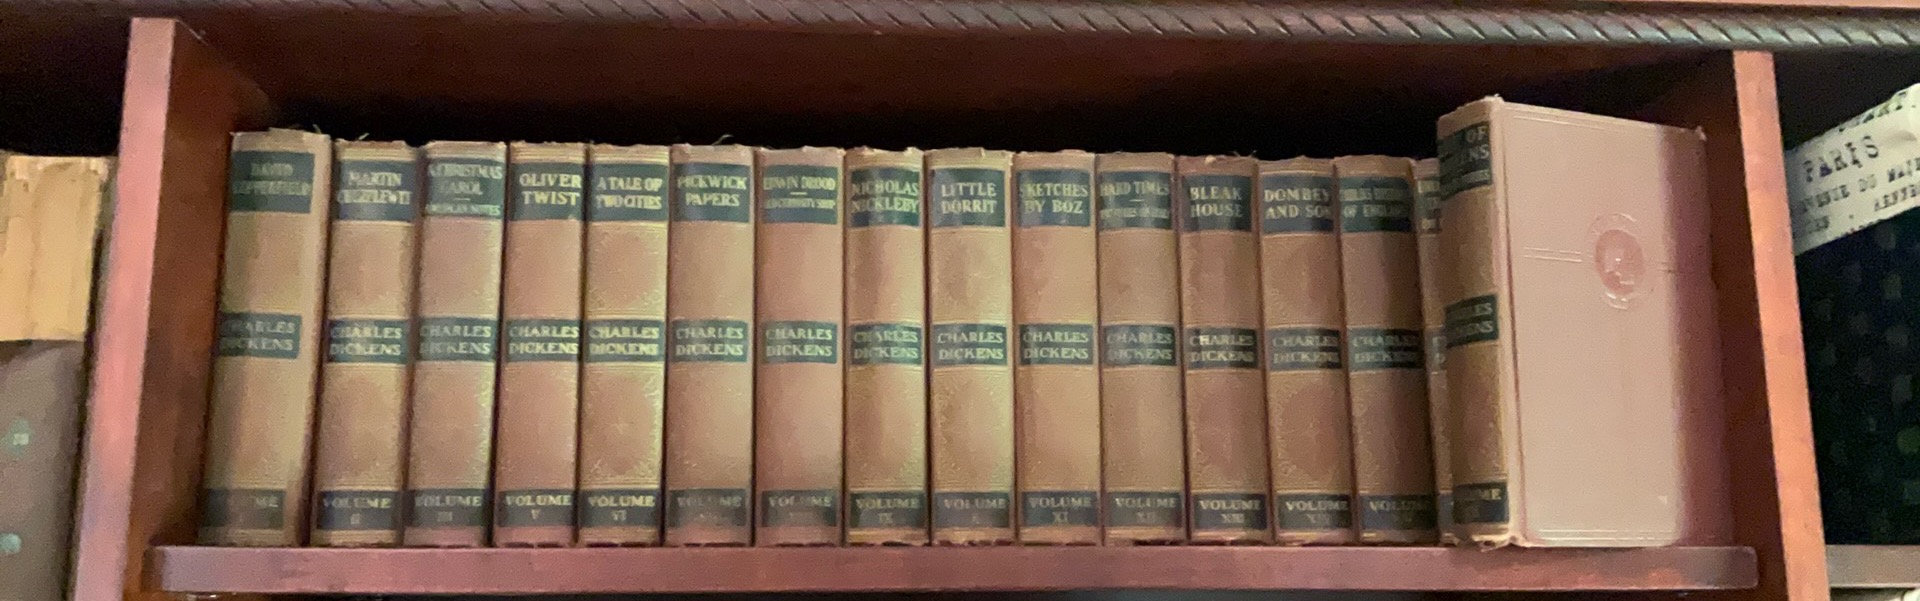 DAVID
COPPERFIELD
CHARLES
DICKENS
MARTIN
CHUZZLEWIT
CHARLES
DICKENS
VOLUME
II
A CHRISTMAS
CAROL
AMERICAN NOTES
CHARLES
DICKENS
VOLUME
III
OLIVER
TWIST
CHARLES
DICKENS
VOLUME
V
A TALE OF
TWO CITIES
CHARLES
DICKENS
VOLUME
VI
PICKWICK
PAPERS
CHARLES
DICKENS
VOLUME
EDWIN DROOD
CHARLES
DICKENS
VOLUME
NICHOLAS
NICKLEBY
CHARLES
DICKENS
VOLUME
IX
LITTLE
DORRIT
CHARLES
DICKENS
VOLUME
X
SKETCHES
BY BOZ
CHARLES
DICKENS
VOLUME
XI
HARD TIMES
CHARLES
DICKENS
VOLUME
XII
BLEAK
HOUSE
CHARLES
DICKENS
VOLUME
XIII
DOMBEY
AND SON
CHARLES
DICKENS
VOLUME
OF ENGLAND
CHARLES
DICKENS
VOLUME
OF
PARIS